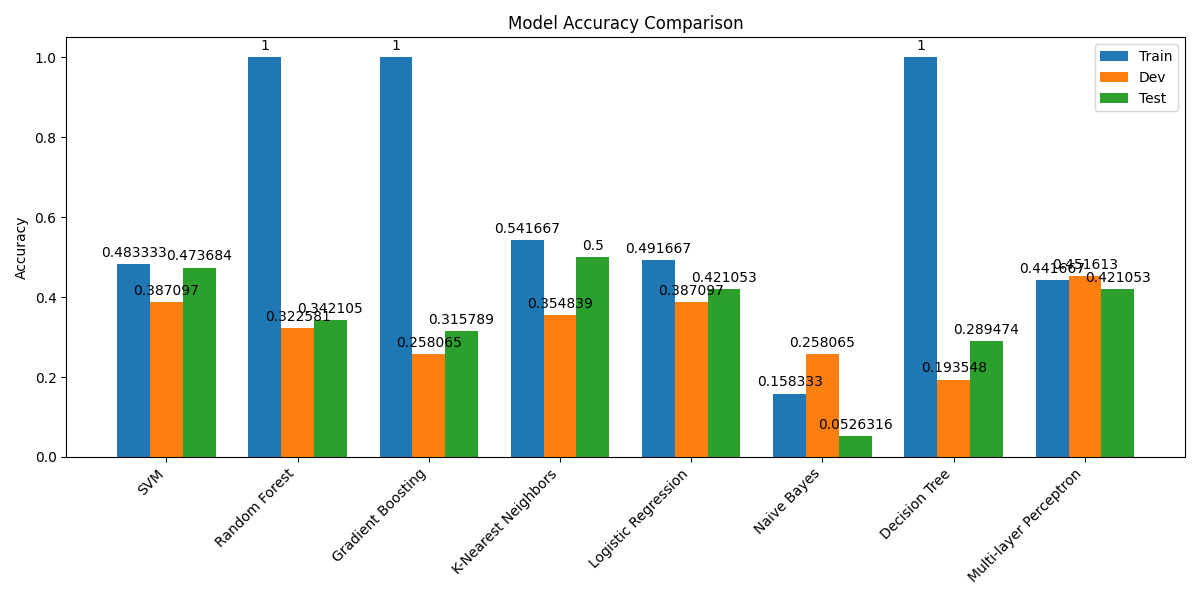 Model Accuracy Comparison
Accuracy
1.0
0.8
0.6
0.4
0.2
0.0
Train
Dev
Test
0.483333
0.387097
0.473684
1
0.322581
0.342105
1
0.258065
0.315789
0.541667
0.354839
0.5
0.491667
0.387097
0.421053
0.158333
0.258065
0.0526316
1
0.193548
0.289474
0.441667
0.451613
0.421053
SVM
Random Forest
Gradient Boosting
K-Nearest Neighbors
Logistic Regression
Naive Bayes
Decision Tree
Multi-layer Perceptron